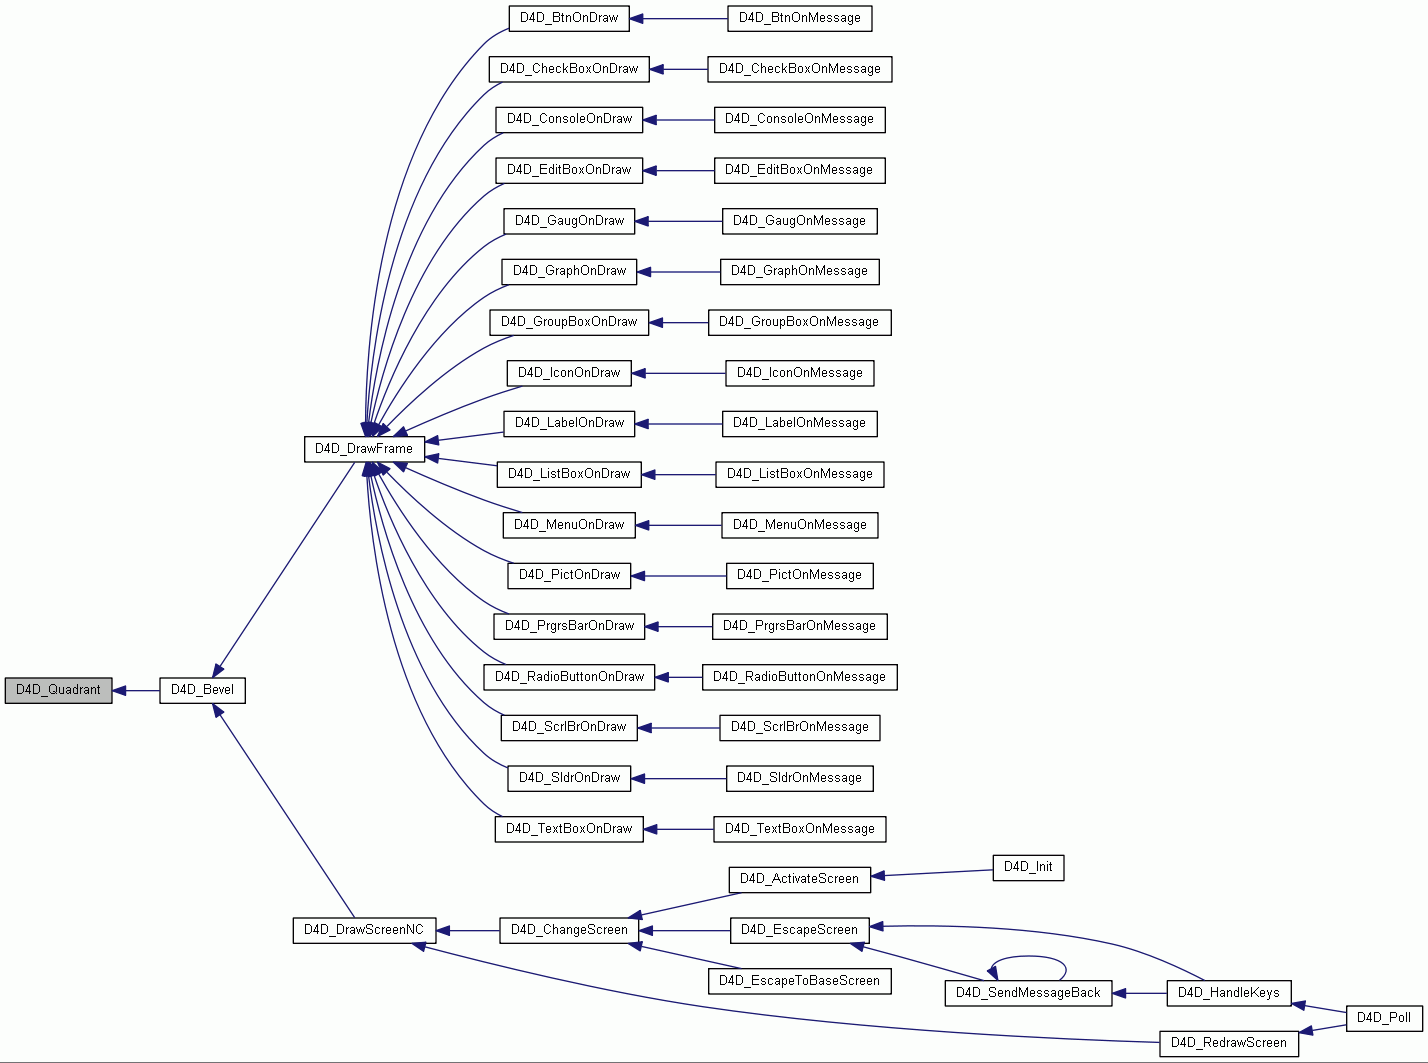 D4D_BtnOnDraw
D4D_BtnOnMessage
D4D_CheckBoxOnDraw
D4D_CheckBoxOnMessage
D4D_ConsoleOnDraw
D4D_ConsoleOnMessage
D4D_EditBoxOnDraw
D4D_EditBoxOnMessage
D4D_GaugOnDraw
D4D_GaugOnMessage
D4D_GraphOnDraw
D4D_GraphOnMessage
D4D_GroupBoxOnDraw
D4D_GroupBoxOnMessage
D4D_IconOnDraw
D4D_IconOnMessage
D4D_LabelOnDraw
D4D_LabelOnMessage
D4D_DrawFrame
D4D_ListBoxOnDraw
D4D_ListBoxOnMessage
D4D_MenuOnDraw
D4D_MenuOnMessage
D4D_PictOnDraw
D4D_PictOnMessage
D4D_PrgrsBarOnDraw
D4D_PrgrsBarOnMessage
D4D_RadioButtonOnDraw
D4D_RadioButtonOnMessage
D4D_Quadrant
D4D_Bevel
D4D_ScrlBrOnDraw
D4D_ScrlBrOnMessage
D4D_SldrOnDraw
D4D_SldrOnMessage
D4D_TextBoxOnDraw
D4D_TextBoxOnMessage
D4D_Init
D4D_ActivateScreen
D4D_DrawScreenNC
D4D_ChangeScreen
D4D_EscapeScreen
D4D_EscapeToBaseScreen
D4D_SendMessageBack
D4D_HandleKeys
D4D_Poll
D4D_RedrawScreen